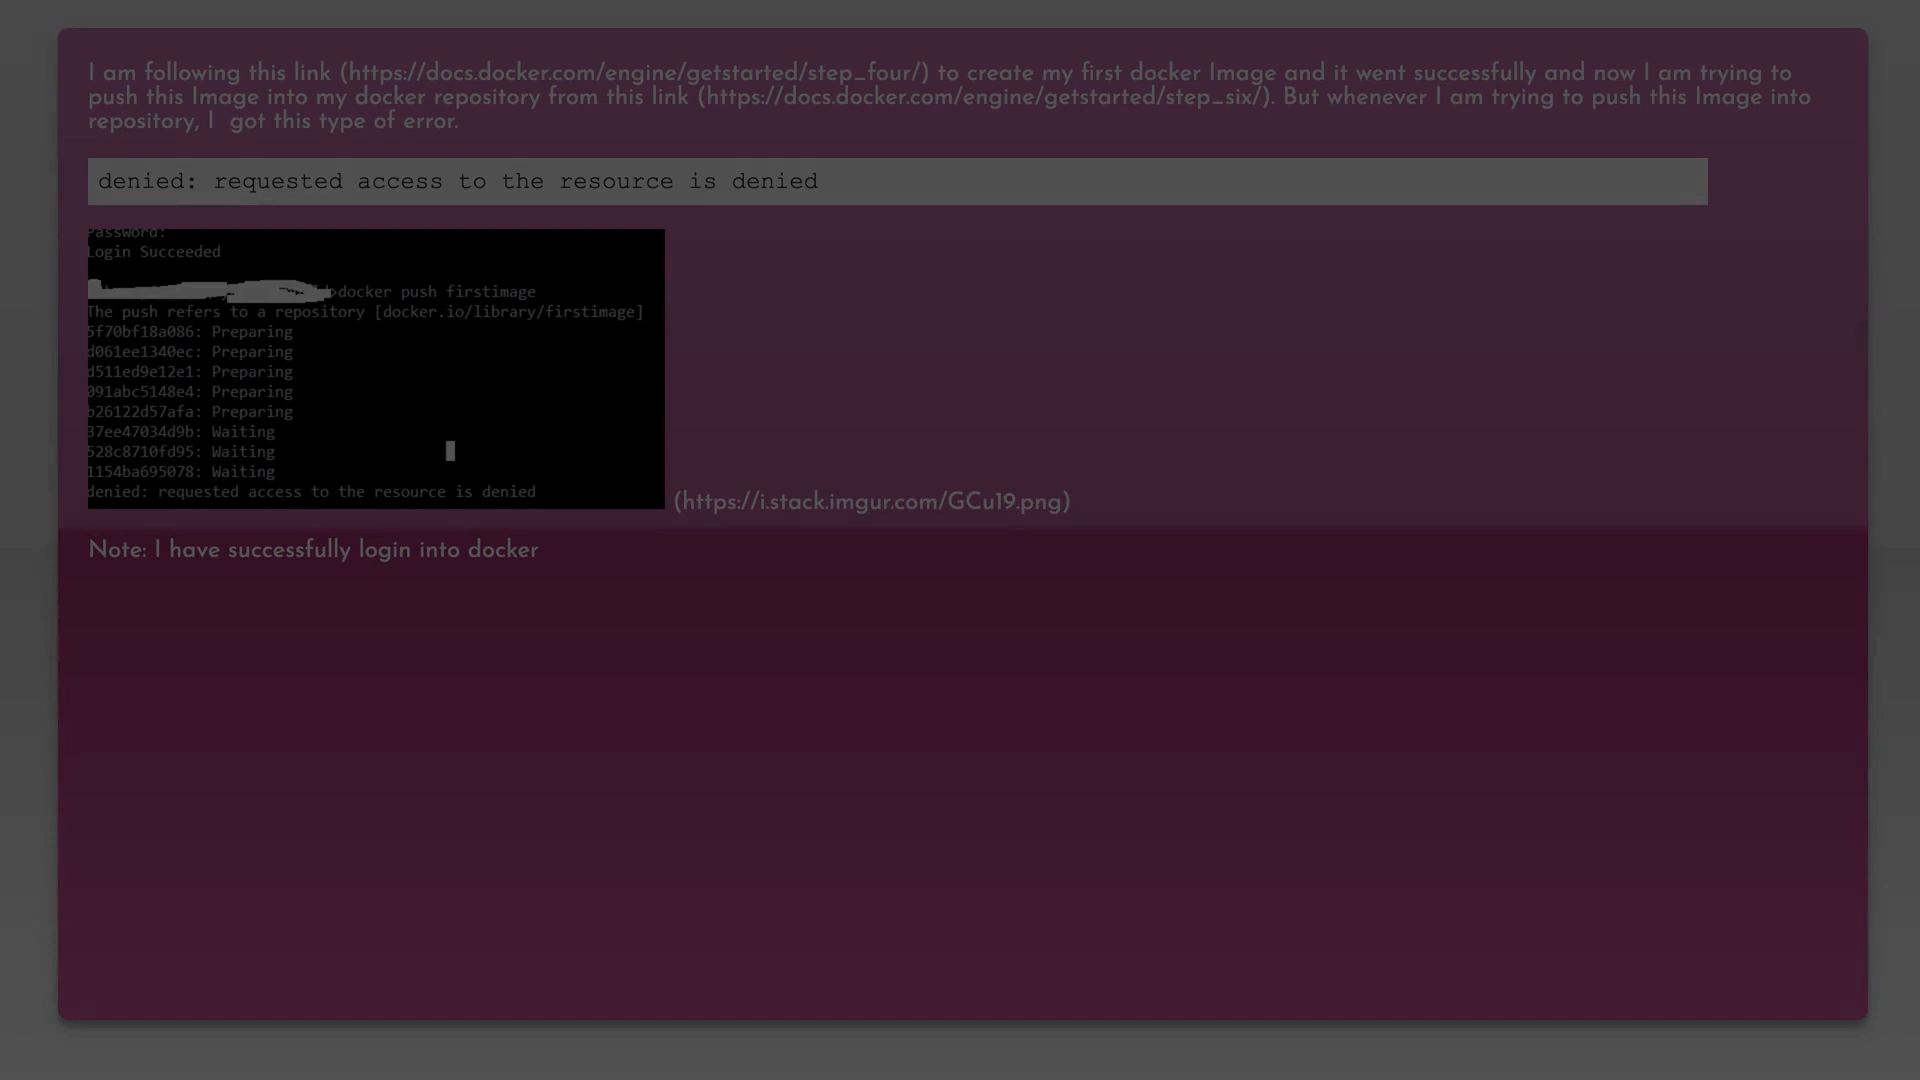 I am following this link (https://docs.docker.com/engine/getstarted/step_four/) to create my first docker Image and it went successfully and now I am trying to
push this Image into my docker repository from this link (https://docs.docker.com/engine/getstarted/step_six/). But whenever I am trying to push this Image into
repository, I  got this type of error.
denied: requested access to the resource is denied
Password:
Login Succeeded
>docker push firstimage
The push refers to a repository [docker.io/library/firstimage]
5f70bf18a086: Preparing
d061ee1340ec: Preparing
d511ed9e12e1: Preparing
091abc5148e4: Preparing
b26122d57afa: Preparing
37ee47034d9b: Waiting
528c8710fd95: Waiting
1154ba695078: Waiting
denied: requested access to the resource is denied
(https://i.stack.imgur.com/GCu19.png)
Note: I have successfully login into docker